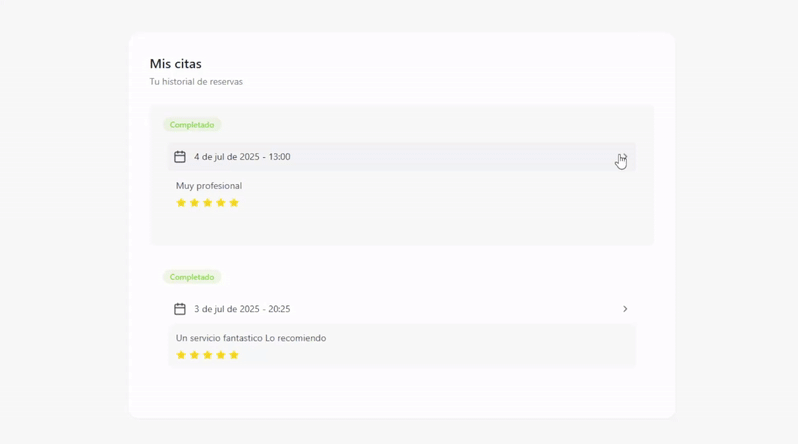 Mis citas
Tu historial de reservas
Completado
4 de jul de 2025 - 13:00
Muy profesional
Completado
3 de jul de 2025 - 20:25
Un servicio fantastico Lo recomiendo